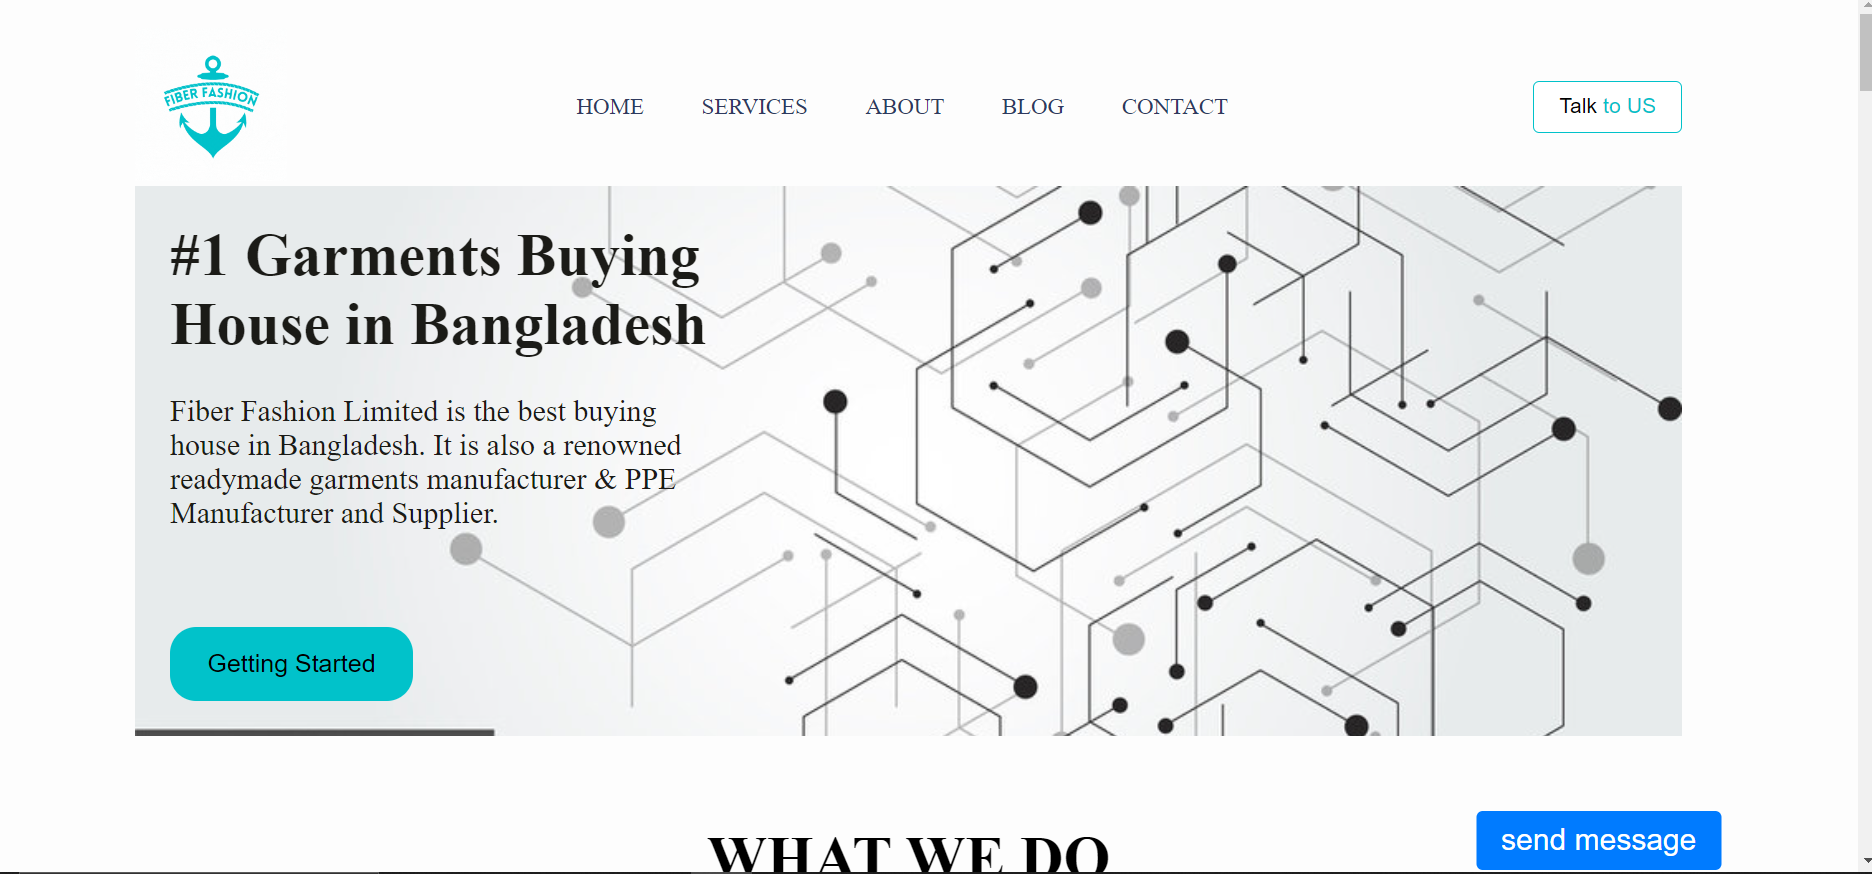 FIBER FASHION
HOME SERVICES ABOUT BLOG CONTACT
Talk to US
#1 Garments Buying
House in Bangladesh
Fiber Fashion Limited is the best buying
house in Bangladesh. It is also a renowned
readymade garments manufacturer & PPE
Manufacturer and Supplier.
Getting Started
WHAT WE DO
send message